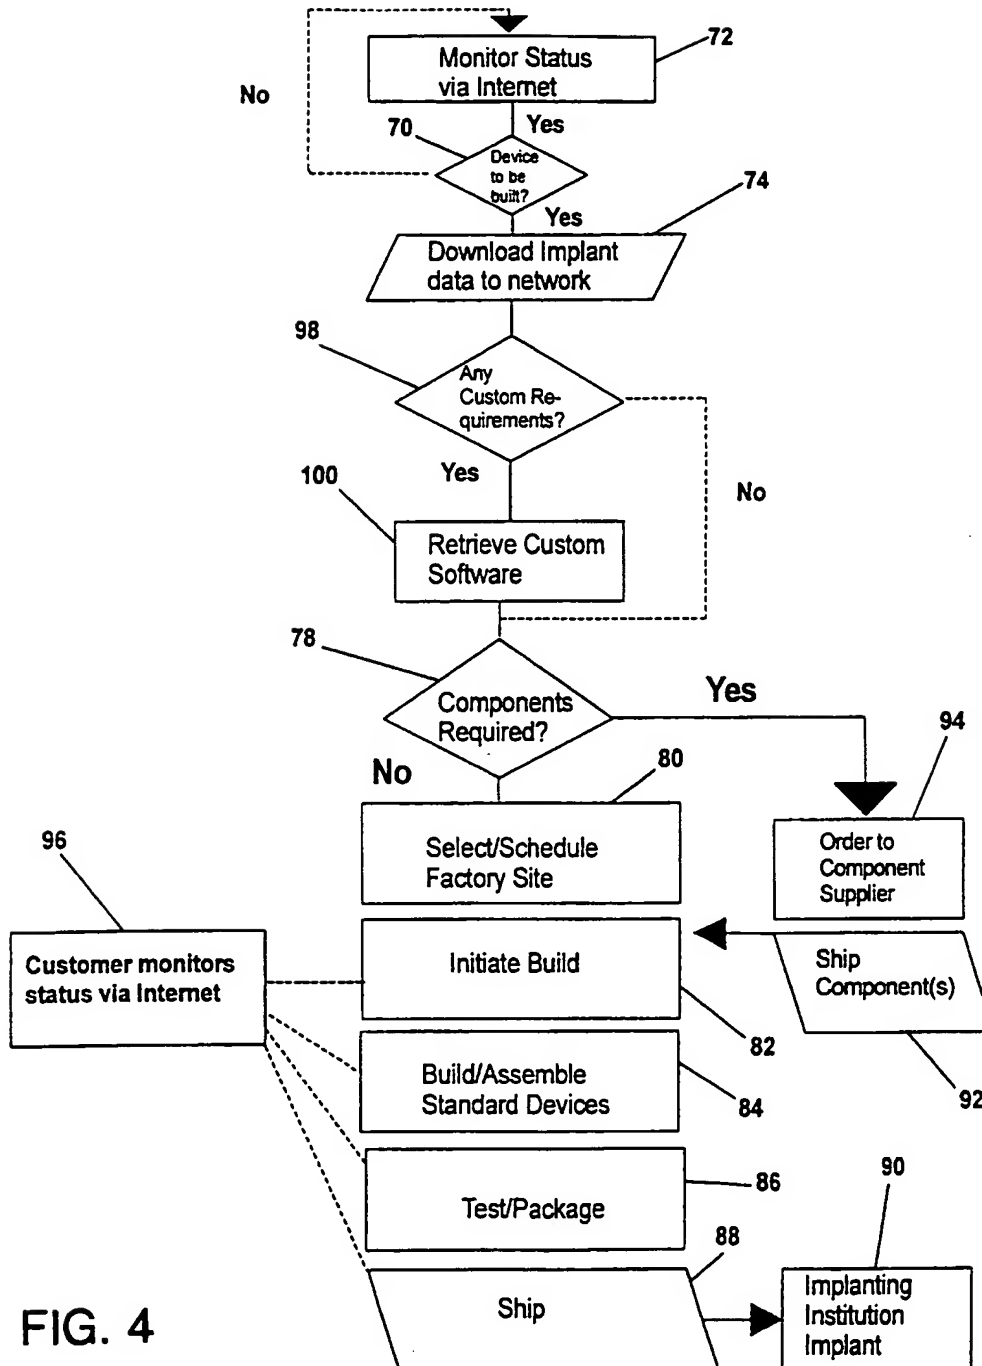 72
Monitor Status
via Internet
No
Yes
70
Device
to be
built?
74
Yes
Download Implant
data to network
98
Any
Custom Re-
quirements?
Yes
100
No
Retrieve Custom
Software
78
Components
Required?
Yes
94
No
80
Order to
Component
Supplier
Select/Schedule
Factory Site
96
Customer monitors
status via Internet
Initiate Build
Ship
Component(s)
82
92
Build/Assemble
Standard Devices
84
90
86
Test/Package
88
Ship
Implanting
Institution
Implant
FIG. 4